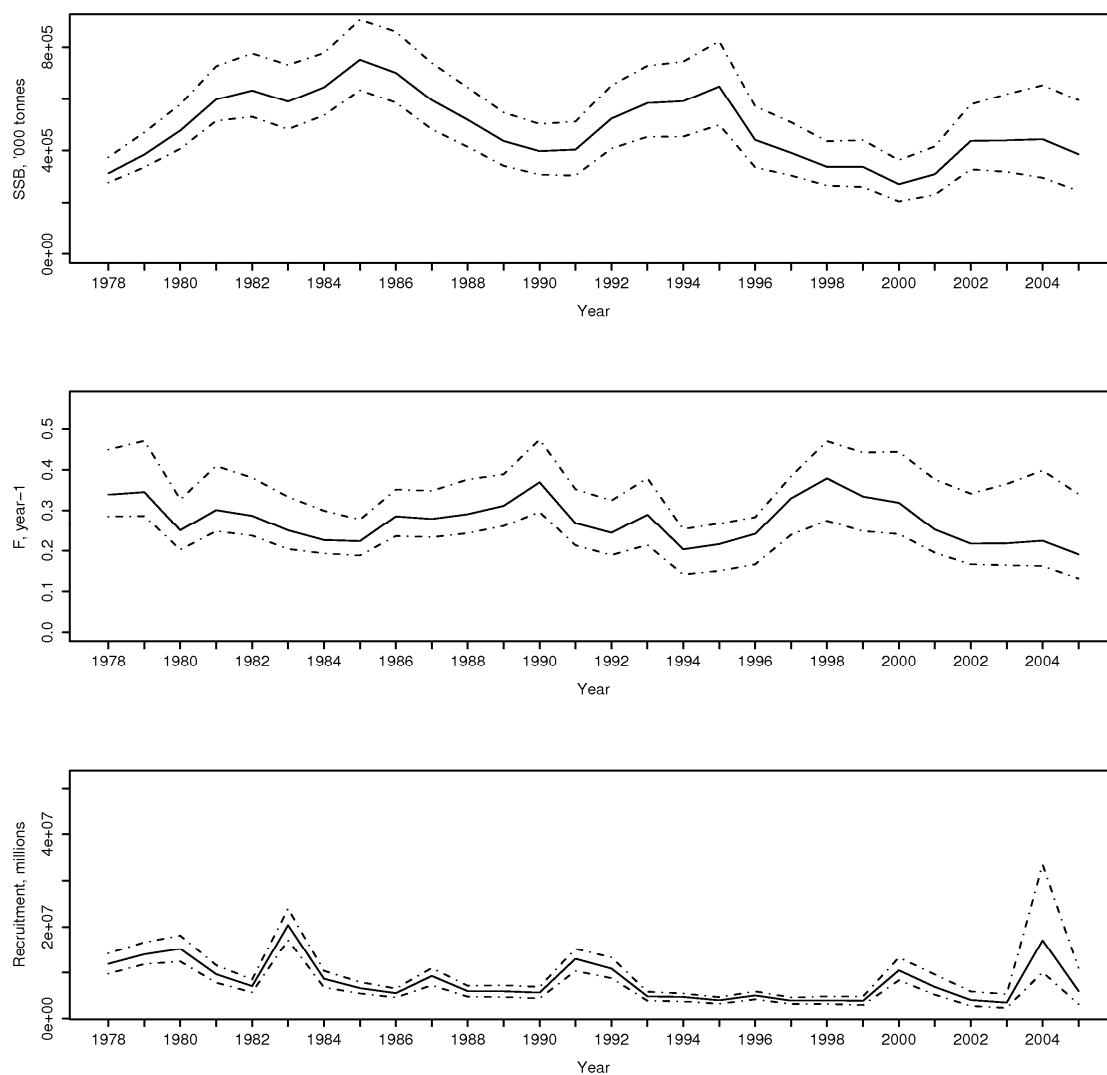 SSB, '000 tonnes
8e+05
4e+05
0e+00
1978 1980 1982 1984 1986 1988 1990 1992 1994 1996 1998 2000 2002 2004
Year
F, year−1
0.5
0.4
0.3
0.2
0.1
0.0
1978 1980 1982 1984 1986 1988 1990 1992 1994 1996 1998 2000 2002 2004
Year
Recruitment, millions
4e+07
2e+07
0e+00
1978 1980 1982 1984 1986 1988 1990 1992 1994 1996 1998 2000 2002 2004
Year